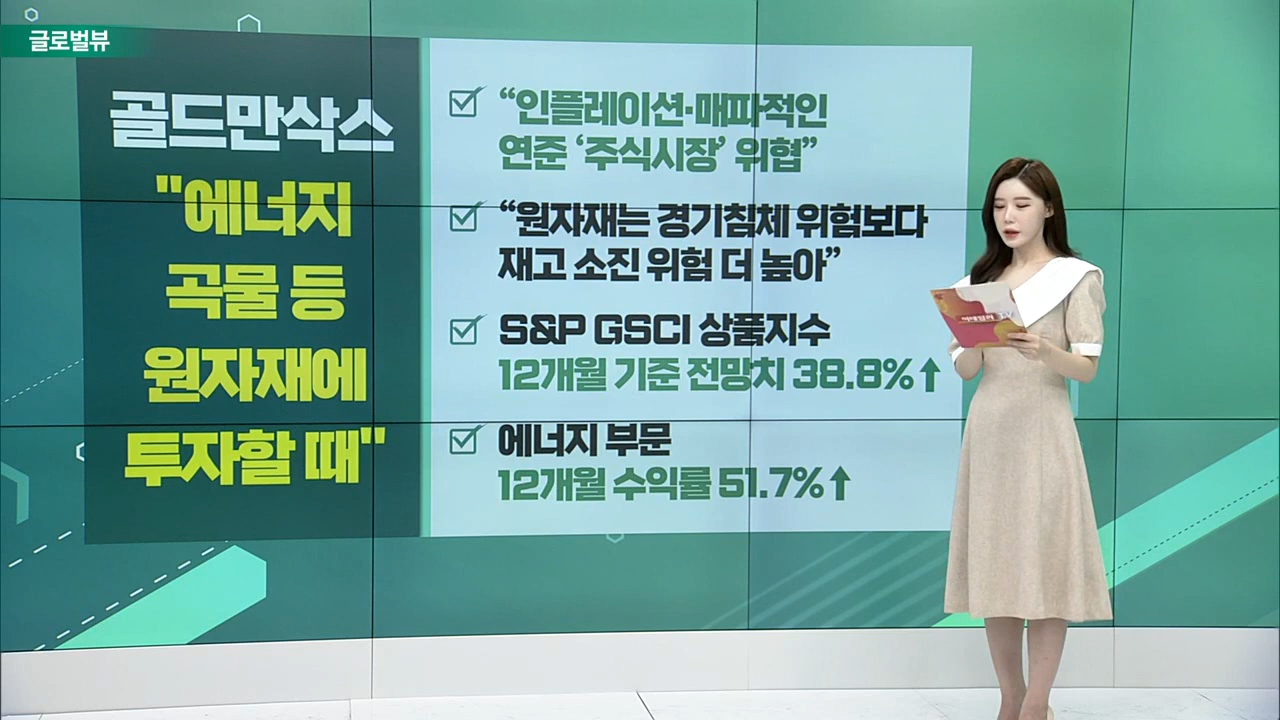 글로벌뷰
골드만삭스
"에너지
곡물 등
원자재에
투자할 때"
“인플레이션·매파적인
연준 ‘주식시장’ 위협”
“원자재는 경기침체 위험보다
재고 소진 위험 더 높아”
S&P GSCI 상품지수
12개월 기준 전망치 38.8%↑
에너지 부문
12개월 수익률 51.7%↑